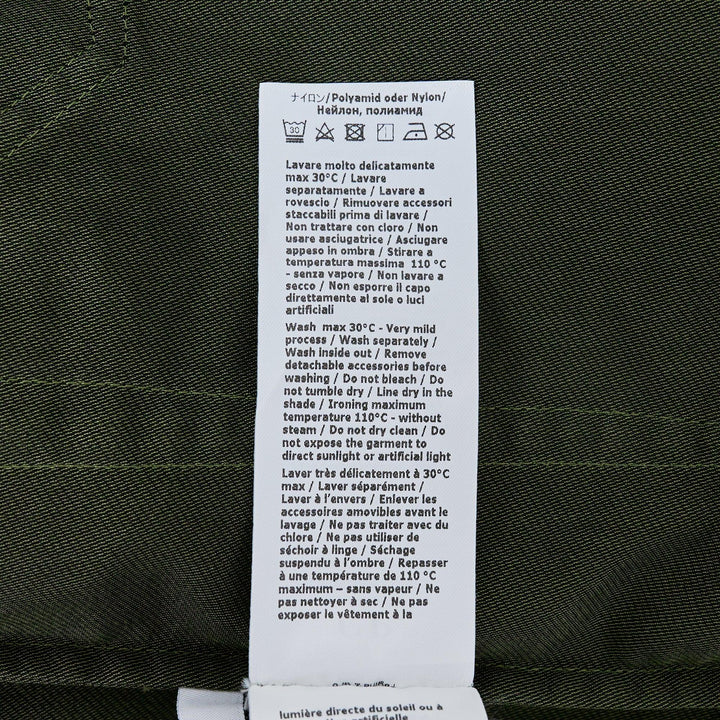 ナイロン/Polyamid oder Nylon/
Нейлон, полиамид
30
Lavare molto delicatamente
max 30°C / Lavare
separatamente / Lavare a
rovescio / Rimuovere accessori
staccabili prima di lavare /
Non trattare con cloro / Non
usare asciugatrice / Asciugare
appeso in ombra / Stirare a
temperatura massima 110 °C
- senza vapore / Non lavare a
secco / Non esporre il capo
direttamente al sole o luci
artificiali
Wash max 30°C - Very mild
process / Wash separately /
Wash inside out / Remove
detachable accessories before
washing / Do not bleach / Do
not tumble dry / Line dry in the
shade / Ironing maximum
temperature 110°C - without
steam / Do not dry clean / Do
not expose the garment to
direct sunlight or artificial light
Laver très délicatement à 30°C
max / Laver séparément /
Laver à l'envers / Enlever les
accessoires amovibles avant le
lavage / Ne pas traiter avec du
chlore / Ne pas utiliser de
séchoir à linge / Séchage
suspendu à l'ombre / Repasser
à une température de 110 °C
maximum – sans vapeur / Ne
pas nettoyer à sec / Ne pas
exposer le vêtement à la
lumière directe du soleil ou à
des lumières artificielles